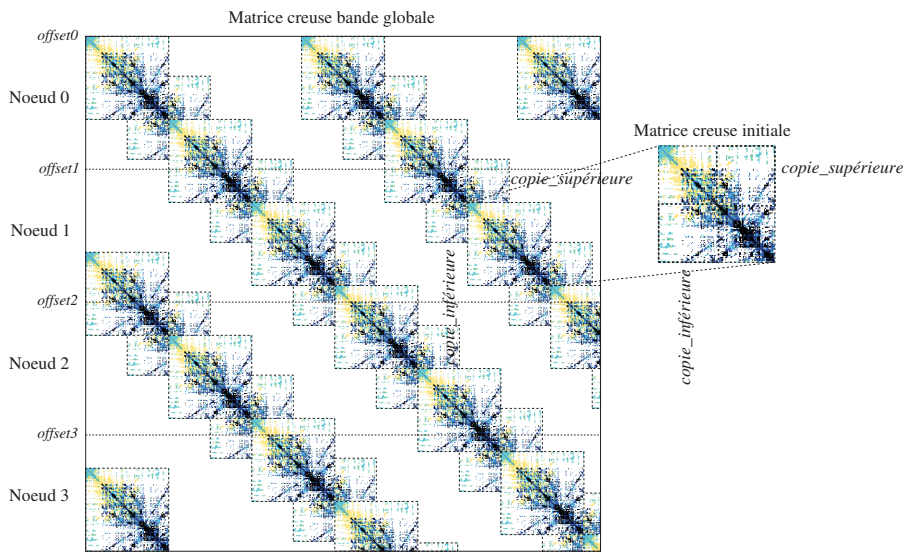 Matrice creuse bande globale
offset0
Noeud 0
Matrice creuse initiale
offset1
copie_supérieure
copie_supérieure
Noeud 1
copie_inférieure
copie_inférieure
offset2
Noeud 2
offset3
Noeud 3